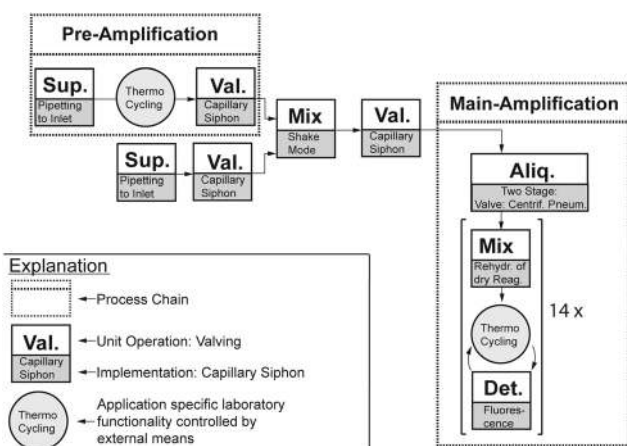 Pre-Amplification
Sup.
Pipetting
to Inlet
Thermo
Cycling
Val.
Capillary
Siphon
Sup.
Pipetting
to Inlet
Val.
Capillary
Siphon
Mix
Shake
Mode
Val.
Capillary
Siphon
Main-Amplification
Aliq.
Two Stage:
Valve: Centrif. Pneum.
Mix
Rehydr. of
dry Reag.
Thermo
Cycling
Det.
Fluores-
cence
14 x
Explanation
Process Chain
Val.
Capillary
Siphon
Unit Operation: Valving
Implementation: Capillary Siphon
Thermo
Cycling
Application specific laboratory
functionality controlled by
external means